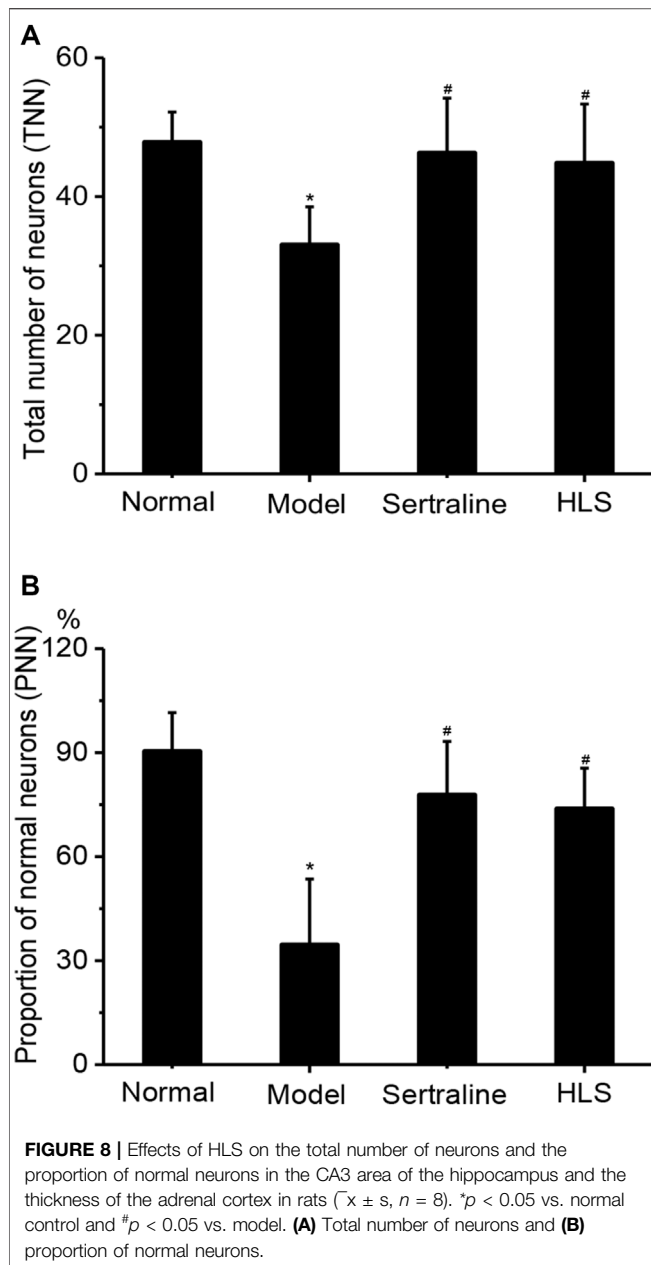 A
Total number of neurons (TNN)
60
40
20
0
#
#
*
Normal Model Sertraline HLS
B
%
Proportion of normal neurons (PNN)
120
90
60
30
0
#
#
*
Normal Model Sertraline HLS
FIGURE 8 | Effects of HLS on the total number of neurons and the
proportion of normal neurons in the CA3 area of the hippocampus and the
thickness of the adrenal cortex in rats (¯x ± s, n = 8). *p < 0.05 vs. normal
control and #p < 0.05 vs. model. (A) Total number of neurons and (B)
proportion of normal neurons.